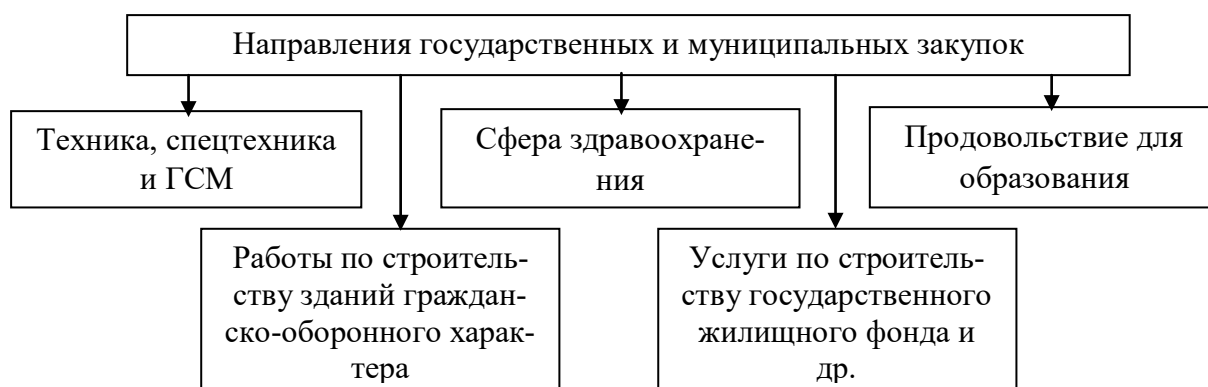 Направления государственных и муниципальных закупок
Техника, спецтехника
и ГСМ
Сфера здравоохране-
ния
Продовольствие для
образования
Работы по строитель-
ству зданий граждан-
ско-оборонного харак-
тера
Услуги по строитель-
ству государственного
жилищного фонда и
др.